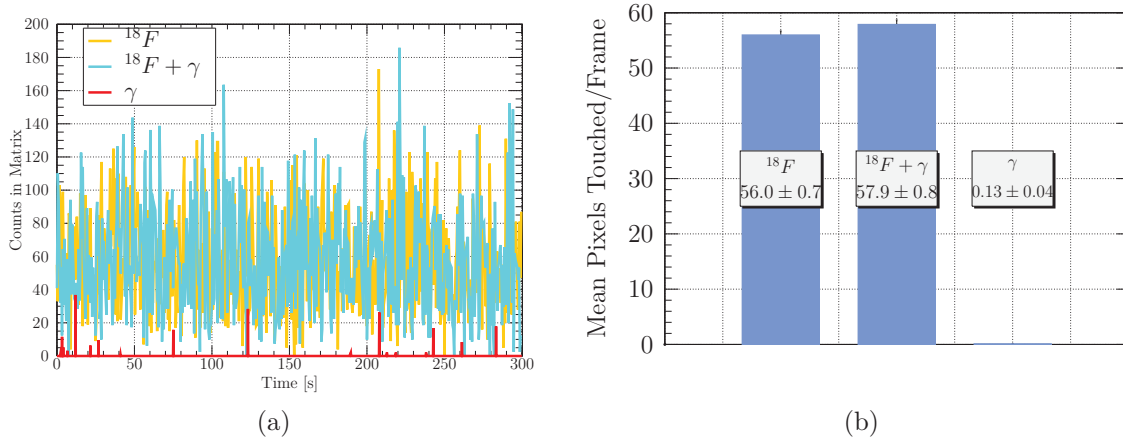 200
180
160
140
120
100
80
60
40
20
0
Counts in Matrix
¹⁸F
¹⁸F + γ
γ
0 50 100 150 200 250 300
Time [s]
(a)
60
50
40
30
20
10
0
Mean Pixels Touched/Frame
¹⁸F
56.0 ± 0.7
¹⁸F + γ
57.9 ± 0.8
γ
0.13 ± 0.04
(b)